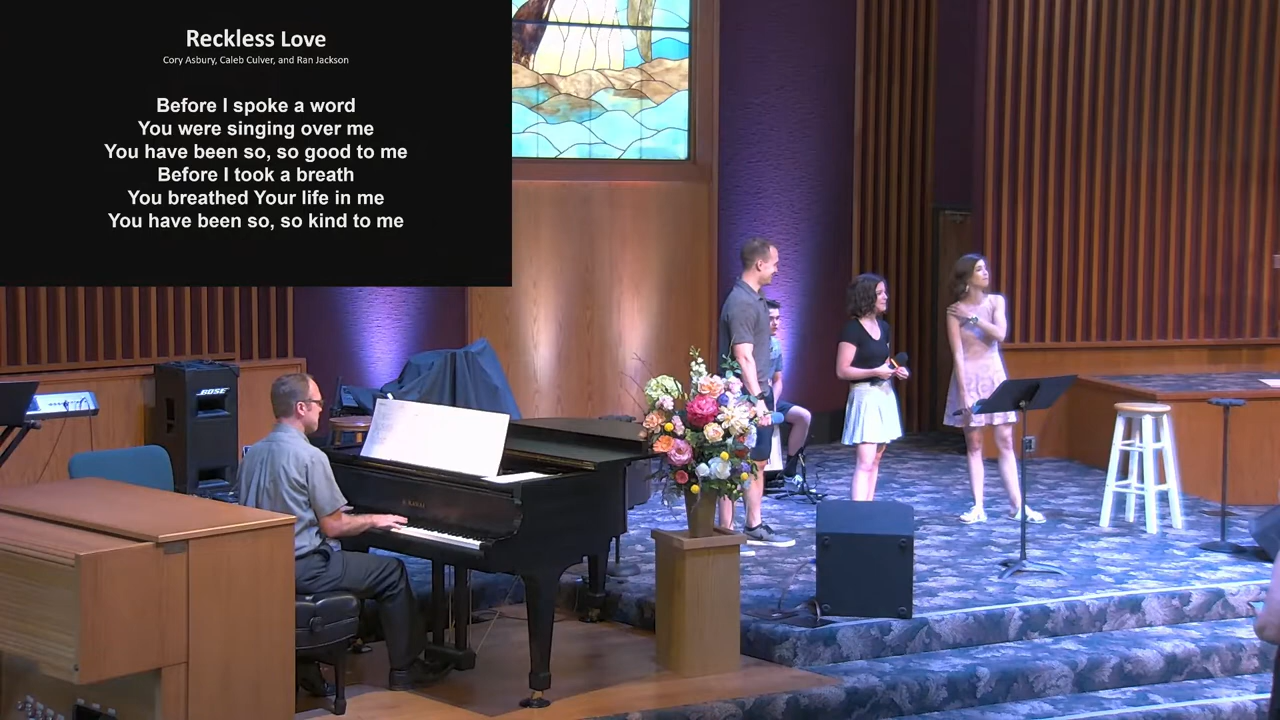 Reckless Love
Cory Asbury, Caleb Culver, and Ran Jackson
Before I spoke a word
You were singing over me
You have been so, so good to me
Before I took a breath
You breathed Your life in me
You have been so, so kind to me
BOSE
KAWAI